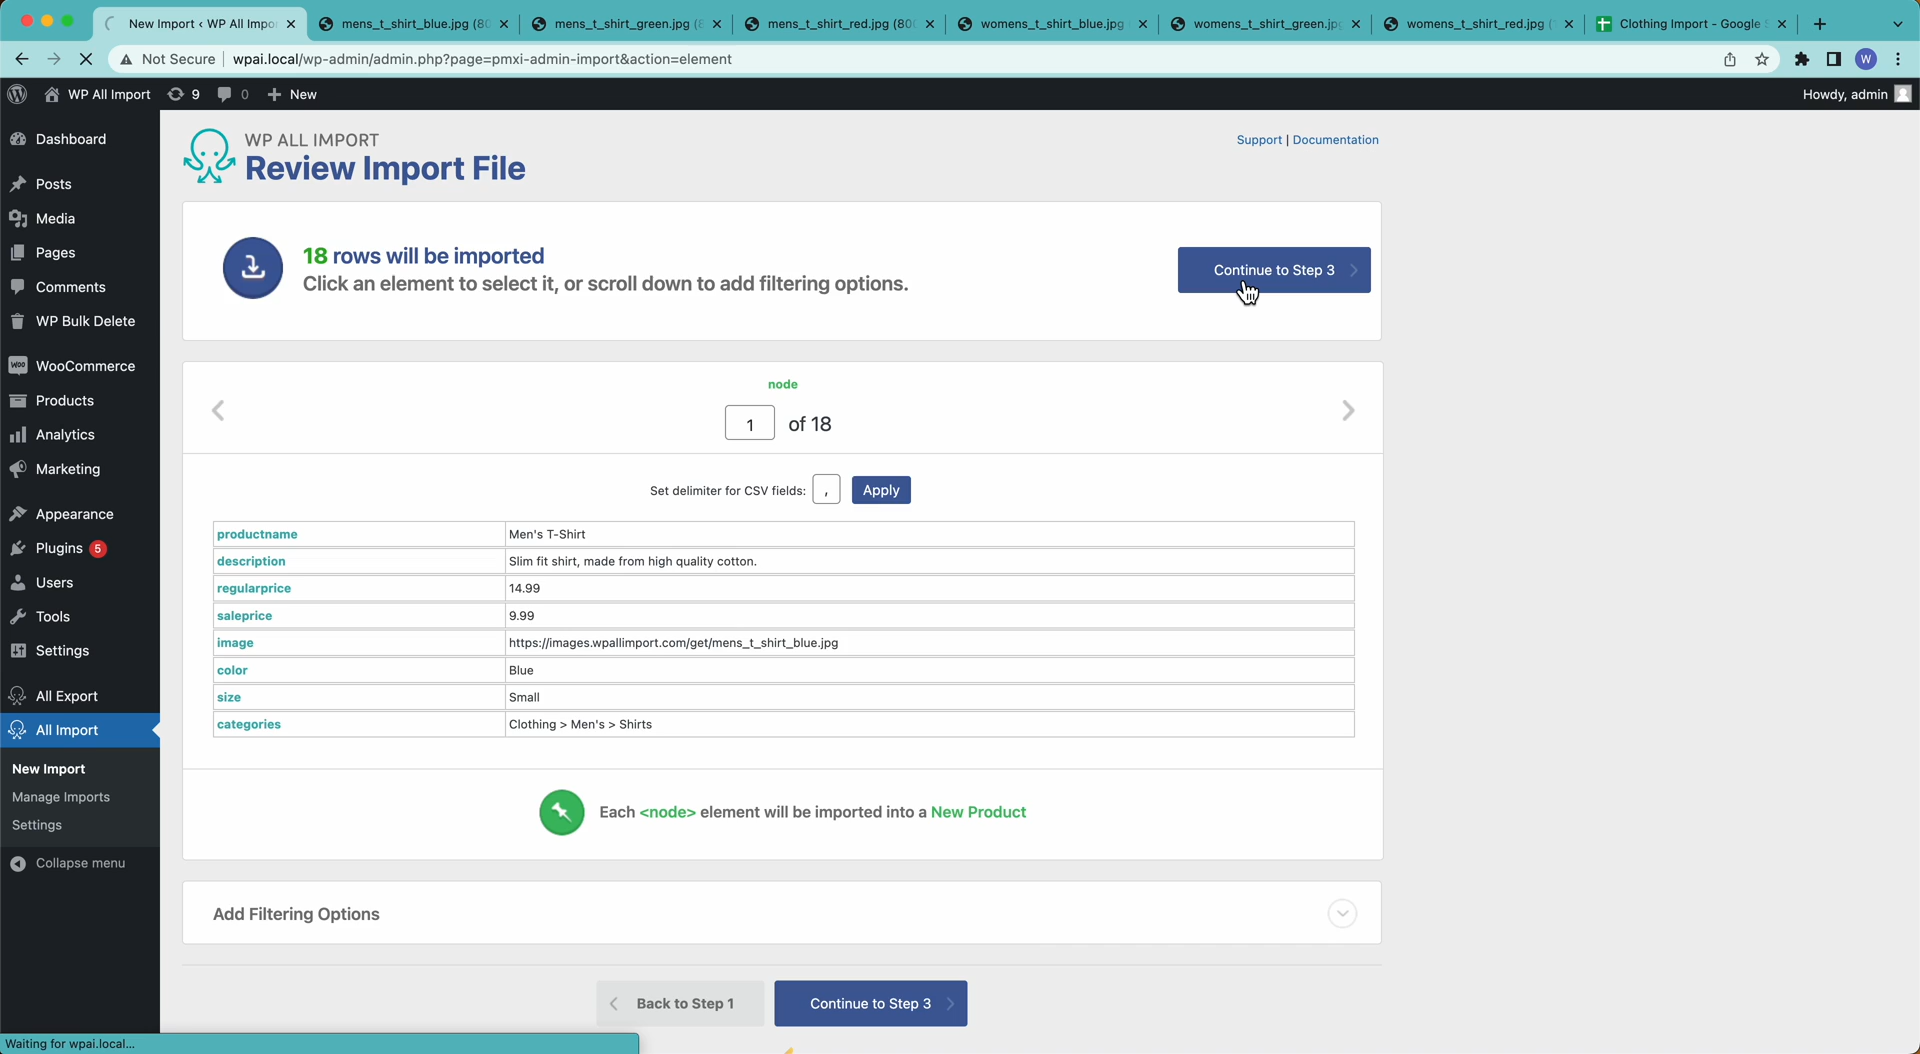 New Import ‹ WP All Impor
mens_t_shirt_blue.jpg (80
mens_t_shirt_green.jpg (8
mens_t_shirt_red.jpg (800
womens_t_shirt_blue.jpg
womens_t_shirt_green.jp
womens_t_shirt_red.jpg (
Clothing Import - Google S
Not Secure
wpai.local/wp-admin/admin.php?page=pmxi-admin-import&action=element
W
WP All Import
9
0
New
Howdy, admin
Dashboard
Posts
Media
Pages
Comments
WP Bulk Delete
WOO WooCommerce
Products
Analytics
Marketing
Appearance
Plugins 5
Users
Tools
Settings
All Export
All Import
New Import
Manage Imports
Settings
Collapse menu
WP ALL IMPORT
Review Import File
Support | Documentation
18 rows will be imported
Click an element to select it, or scroll down to add filtering options.
Continue to Step 3
node
1 of 18
Set delimiter for CSV fields: , Apply
productname Men's T-Shirt
description Slim fit shirt, made from high quality cotton.
regularprice 14.99
saleprice 9.99
image https://images.wpallimport.com/get/mens_t_shirt_blue.jpg
color Blue
size Small
categories Clothing > Men's > Shirts
Each <node> element will be imported into a New Product
Add Filtering Options
Back to Step 1
Continue to Step 3
Waiting for wpai.local...